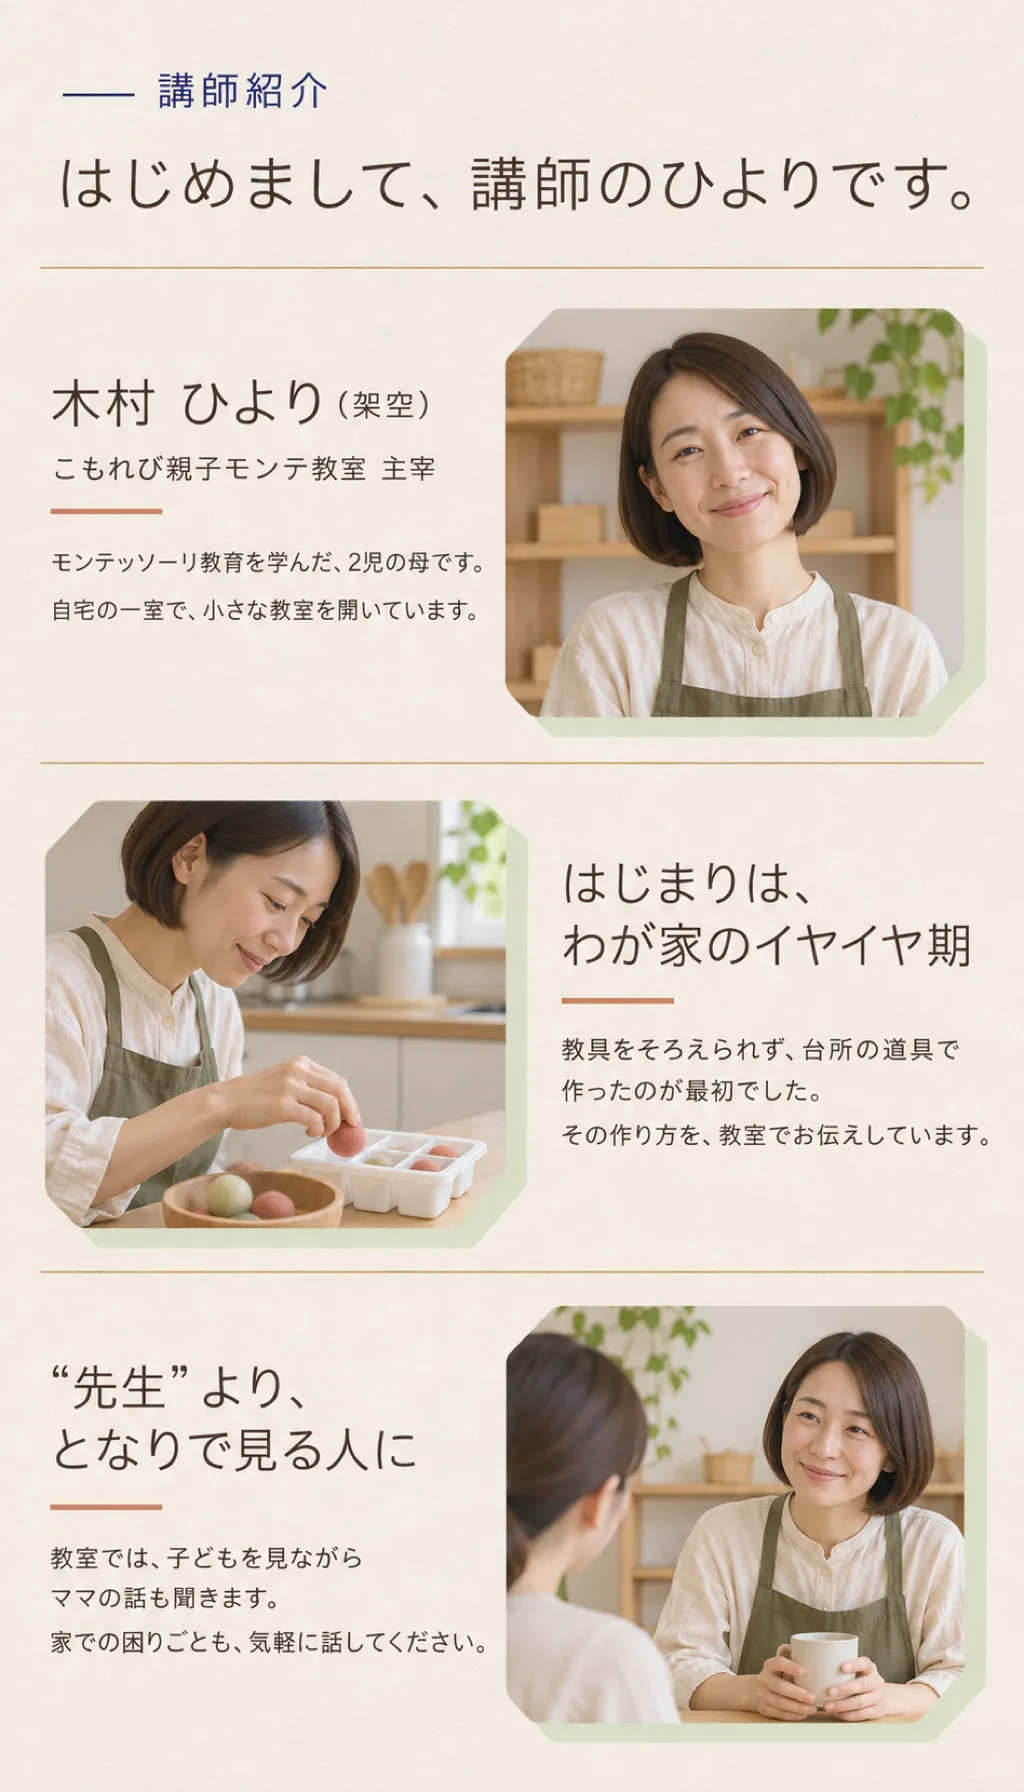 講師紹介
はじめまして、講師のひよりです。
木村 ひより（架空）
こもれび親子モンテ教室 主宰
モンテッソーリ教育を学んだ、2児の母です。
自宅の一室で、小さな教室を開いています。
はじまりは、
わが家のイヤイヤ期
教具をそろえられず、台所の道具で
作ったのが最初でした。
その作り方を、教室でお伝えしています。
“先生”より、
となりで見る人に
教室では、子どもを見ながら
ママの話も聞きます。
家での困りごとも、気軽に話してください。